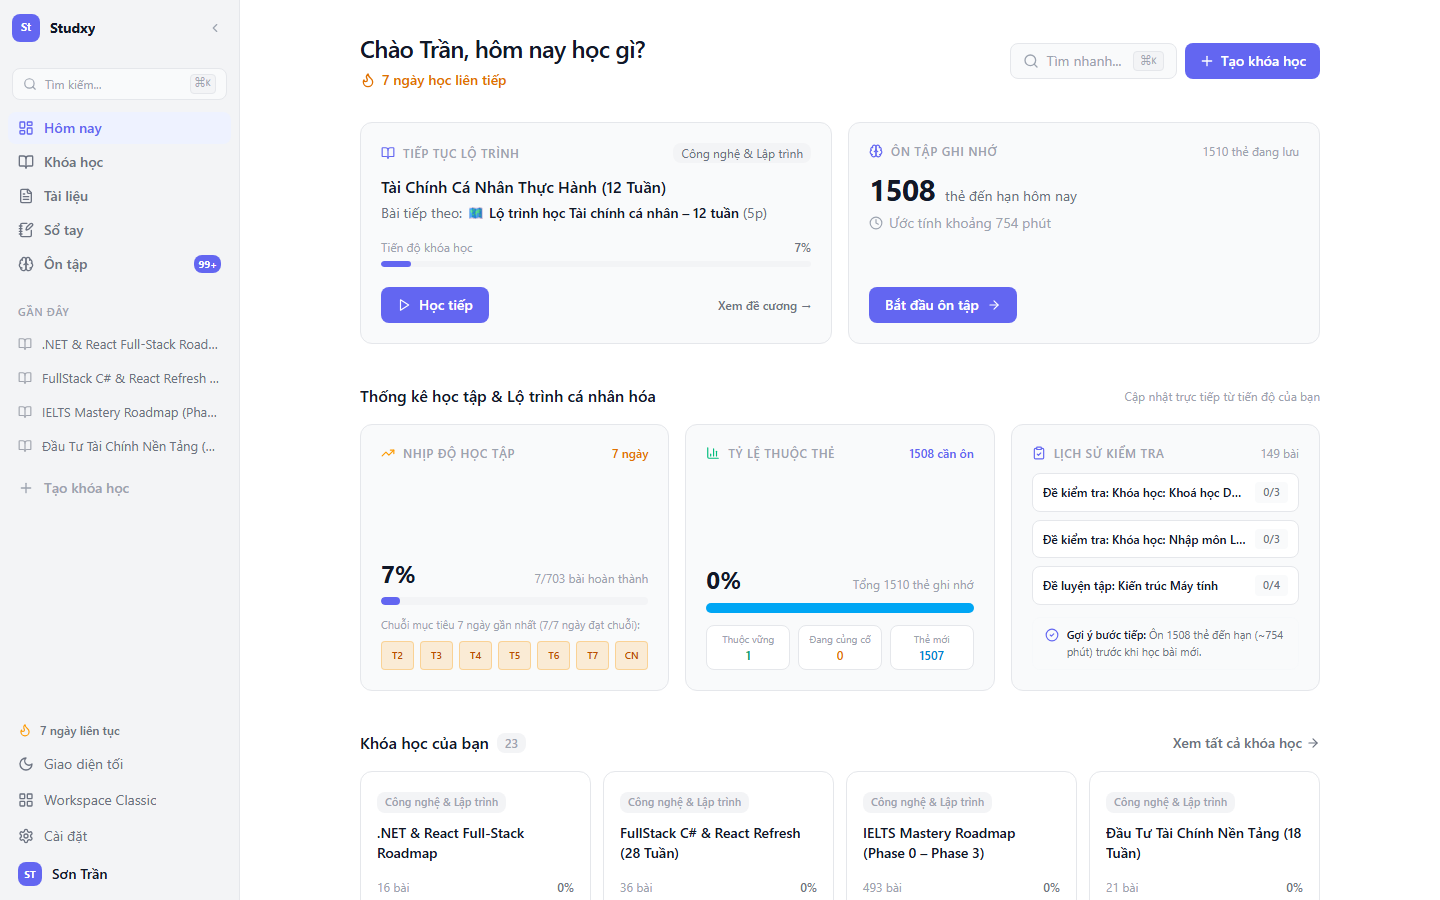 St Studxy
Tìm kiếm... ⌘K
Hôm nay
Khóa học
Tài liệu
Sổ tay
Ôn tập 99+
GẦN ĐÂY
.NET & React Full-Stack Road...
FullStack C# & React Refresh ...
IELTS Mastery Roadmap (Pha...
Đầu Tư Tài Chính Nền Tảng (...
Tạo khóa học
7 ngày liên tục
Giao diện tối
Workspace Classic
Cài đặt
ST Sơn Trần
Chào Trần, hôm nay học gì?
7 ngày học liên tiếp
Tìm nhanh... ⌘K
Tạo khóa học
TIẾP TỤC LỘ TRÌNH Công nghệ & Lập trình
Tài Chính Cá Nhân Thực Hành (12 Tuần)
Bài tiếp theo: 🗺️ Lộ trình học Tài chính cá nhân – 12 tuần (5p)
Tiến độ khóa học 7%
Học tiếp Xem đề cương →
ÔN TẬP GHI NHỚ 1510 thẻ đang lưu
1508 thẻ đến hạn hôm nay
Ước tính khoảng 754 phút
Bắt đầu ôn tập
Thống kê học tập & Lộ trình cá nhân hóa
Cập nhật trực tiếp từ tiến độ của bạn
NHỊP ĐỘ HỌC TẬP 7 ngày
7% 7/703 bài hoàn thành
Chuỗi mục tiêu 7 ngày gần nhất (7/7 ngày đạt chuỗi):
T2 T3 T4 T5 T6 T7 CN
TỶ LỆ THUỘC THẺ 1508 cần ôn
0% Tổng 1510 thẻ ghi nhớ
Thuộc vững Đang củng cố Thẻ mới
1 0 1507
LỊCH SỬ KIỂM TRA 149 bài
Đề kiểm tra: Khóa học: Khoá học D... 0/3
Đề kiểm tra: Khóa học: Nhập môn L... 0/3
Đề luyện tập: Kiến trúc Máy tính 0/4
Gợi ý bước tiếp: Ôn 1508 thẻ đến hạn (~754
phút) trước khi học bài mới.
Khóa học của bạn 23
Xem tất cả khóa học
Công nghệ & Lập trình
.NET & React Full-Stack
Roadmap
16 bài 0%
Công nghệ & Lập trình
FullStack C# & React Refresh
(28 Tuần)
36 bài 0%
Công nghệ & Lập trình
IELTS Mastery Roadmap
(Phase 0 – Phase 3)
493 bài 0%
Công nghệ & Lập trình
Đầu Tư Tài Chính Nền Tảng (18
Tuần)
21 bài 0%